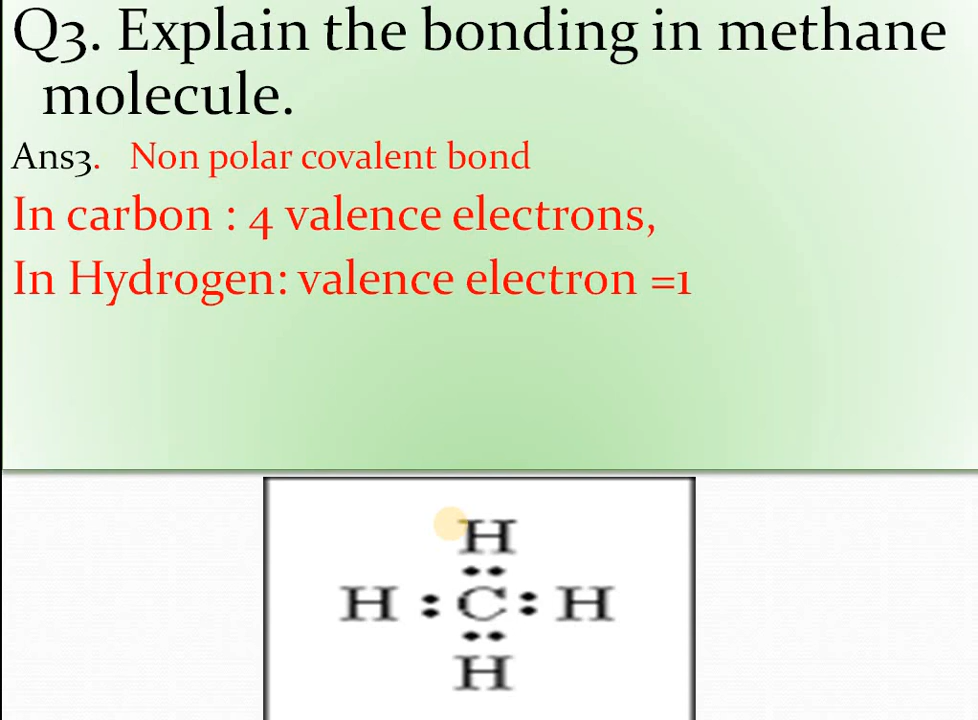 Q3. Explain the bonding in methane
molecule.
Ans3. Non polar covalent bond
In carbon : 4 valence electrons,
In Hydrogen: valence electron =1
H
H : C : H
H